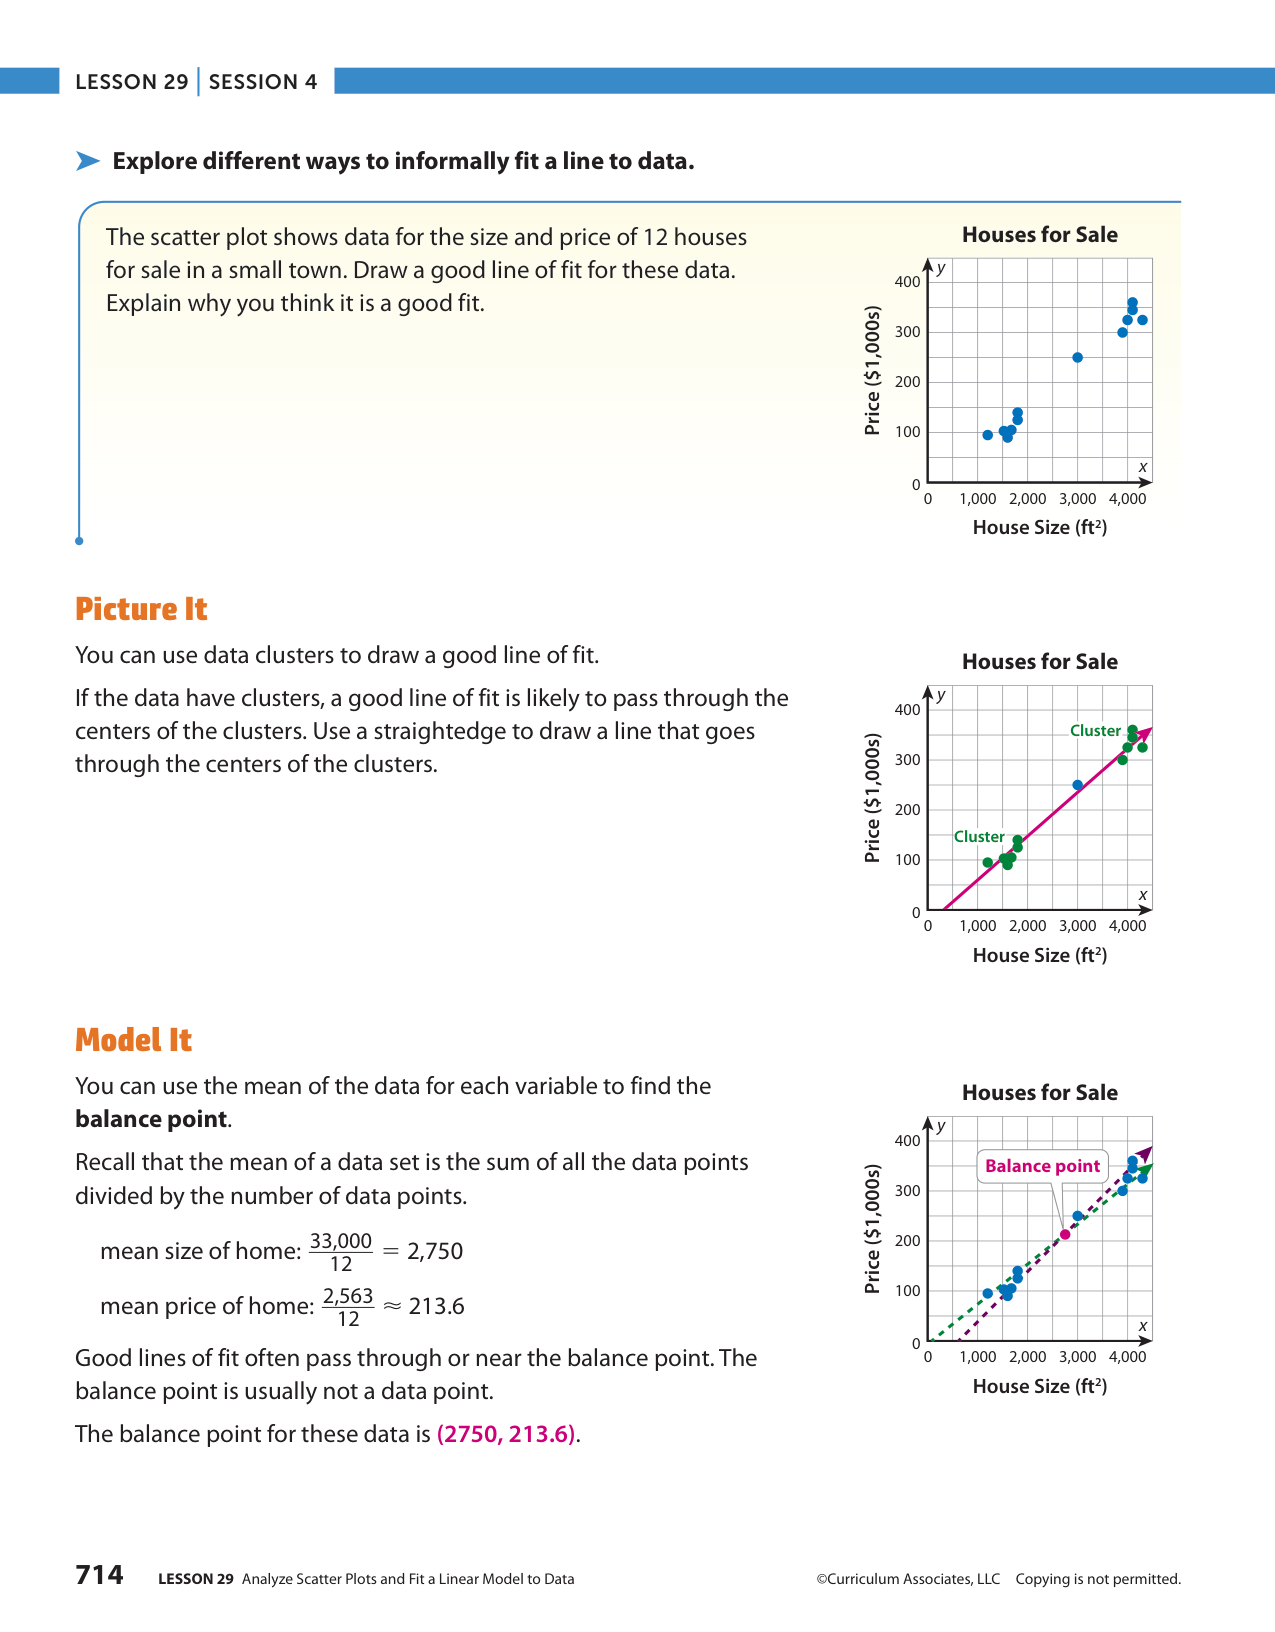 LESSON 29 | SESSION 4
➤ Explore different ways to informally fit a line to data.
The scatter plot shows data for the size and price of 12 houses
for sale in a small town. Draw a good line of fit for these data.
Explain why you think it is a good fit.
Houses for Sale
y
400
300
200
100
0
Price ($1,000s)
x
0 1,000 2,000 3,000 4,000
House Size (ft²)
Picture It
You can use data clusters to draw a good line of fit.
If the data have clusters, a good line of fit is likely to pass through the
centers of the clusters. Use a straightedge to draw a line that goes
through the centers of the clusters.
Houses for Sale
y
400
Cluster
300
200
Cluster
100
0
Price ($1,000s)
x
0 1,000 2,000 3,000 4,000
House Size (ft²)
Model It
You can use the mean of the data for each variable to find the
balance point.
Recall that the mean of a data set is the sum of all the data points
divided by the number of data points.
mean size of home: 33,000/12 = 2,750
mean price of home: 2,563/12 ≈ 213.6
Good lines of fit often pass through or near the balance point. The
balance point is usually not a data point.
The balance point for these data is (2750, 213.6).
Houses for Sale
y
400
Balance point
300
200
100
0
Price ($1,000s)
x
0 1,000 2,000 3,000 4,000
House Size (ft²)
714 LESSON 29 Analyze Scatter Plots and Fit a Linear Model to Data ©Curriculum Associates, LLC Copying is not permitted.